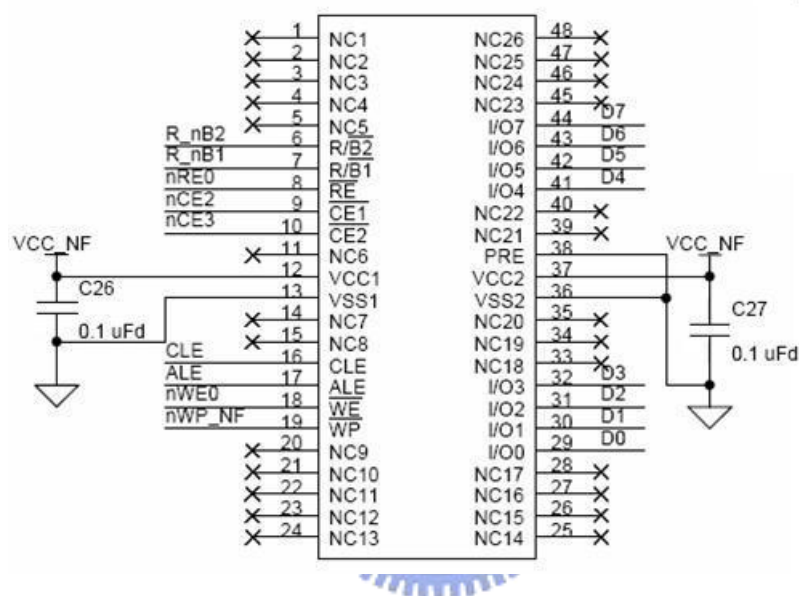 1 NC1 NC26 48
2 NC2 NC25 47
3 NC3 NC24 46
4 NC4 NC23 45
5 NC5 I/O7 44 D7
R_nB2 6 R/B2 I/O6 43 D6
R_nB1 7 R/B1 I/O5 42 D5
nRE0 8 RE I/O4 41 D4
nCE2 9 CE1 NC22 40
nCE3 10 CE2 NC21 39
VCC_NF 11 NC6 PRE 38 VCC_NF
12 VCC1 VCC2 37
C26 13 VSS1 VSS2 36
14 NC7 NC20 35 C27
0.1 uFd 15 NC8 NC19 34
CLE 16 CLE NC18 33 0.1 uFd
ALE 17 ALE I/O3 32 D3
nWE0 18 WE I/O2 31 D2
nWP_NF 19 WP I/O1 30 D1
20 NC9 I/O0 29 D0
21 NC10 NC17 28
22 NC11 NC16 27
23 NC12 NC15 26
24 NC13 NC14 25